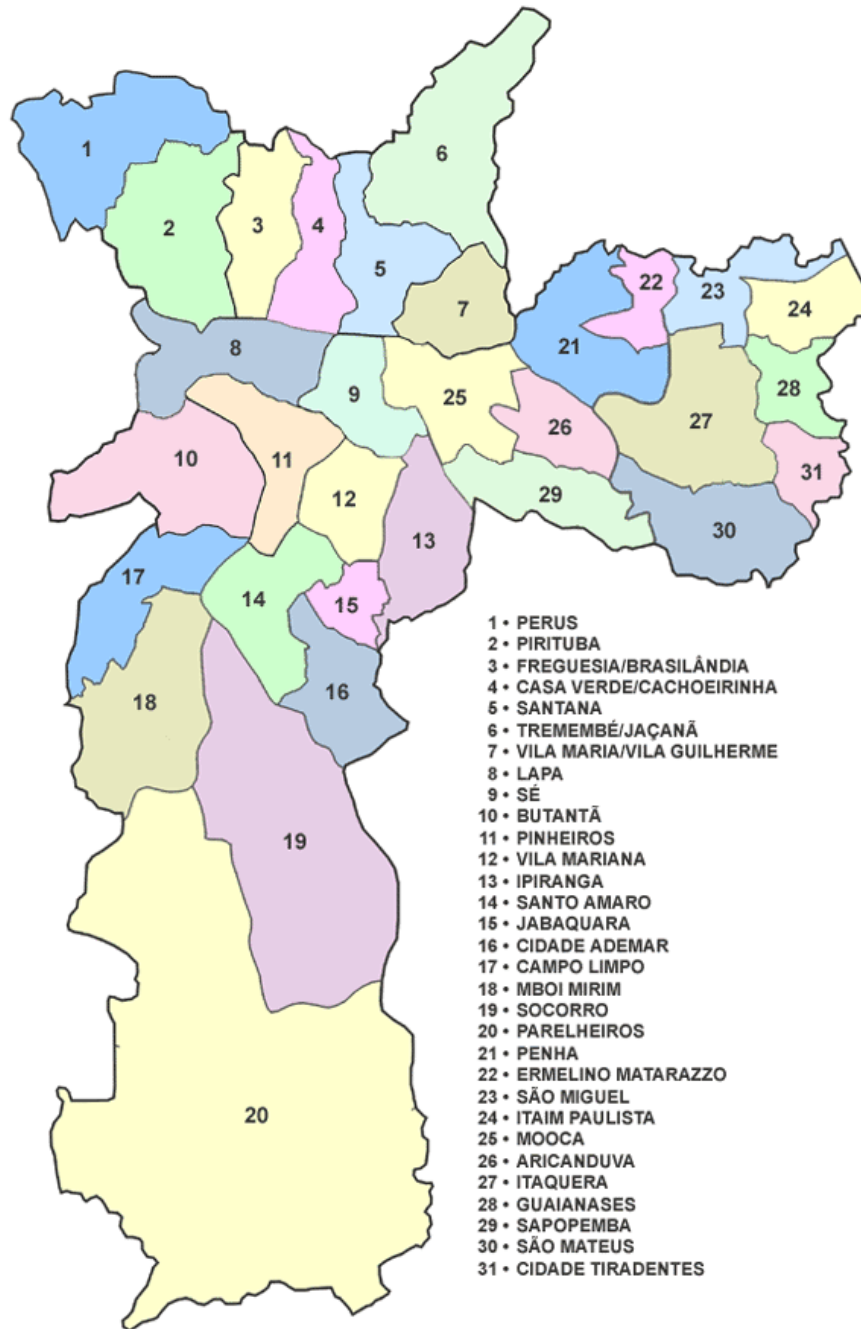 1
2
3
4
5
6
7
8
9
10
11
12
13
14
15
16
17
18
19
20
21
22
23
24
25
26
27
28
29
30
31
1 • PERUS
2 • PIRITUBA
3 • FREGUESIA/BRASILÂNDIA
4 • CASA VERDE/CACHOEIRINHA
5 • SANTANA
6 • TREMEMBÉ/JAÇANÃ
7 • VILA MARIA/VILA GUILHERME
8 • LAPA
9 • SÉ
10 • BUTANTÃ
11 • PINHEIROS
12 • VILA MARIANA
13 • IPIRANGA
14 • SANTO AMARO
15 • JABAQUARA
16 • CIDADE ADEMAR
17 • CAMPO LIMPO
18 • MBOI MIRIM
19 • SOCORRO
20 • PARELHEIROS
21 • PENHA
22 • ERMELINO MATARAZZO
23 • SÃO MIGUEL
24 • ITAIM PAULISTA
25 • MOOCA
26 • ARICANDUVA
27 • ITAQUERA
28 • GUAIANASES
29 • SAPOPEMBA
30 • SÃO MATEUS
31 • CIDADE TIRADENTES